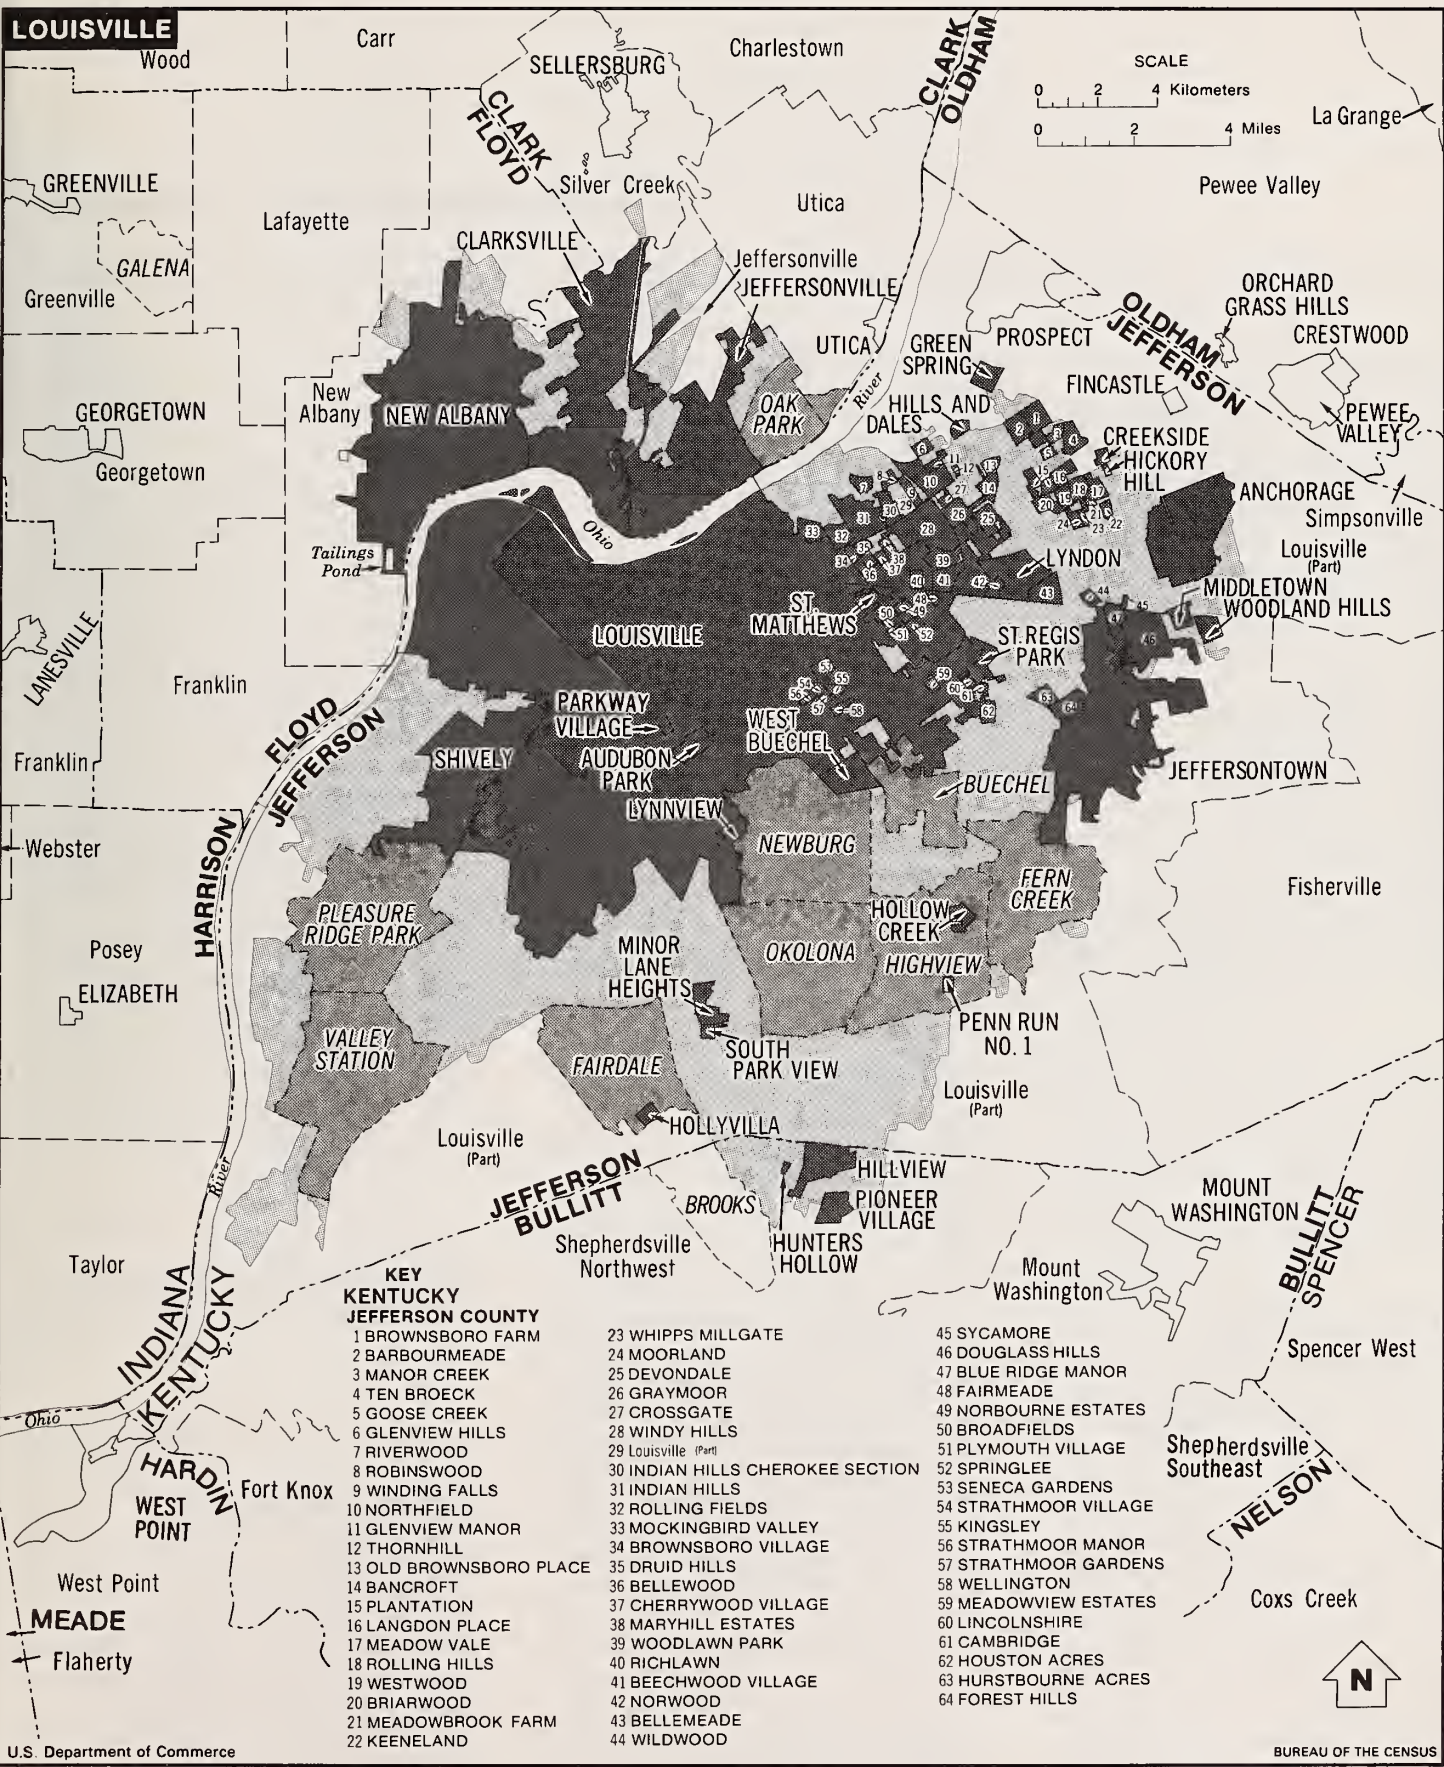 LOUISVILLE
Wood
Carr
SELLERSBURG
Charlestown
CLARK
OLDHAM
SCALE
0 2 4 Kilometers
0 2 4 Miles
La Grange
CLARK
FLOYD
GREENVILLE
Silver Creek
Pewee Valley
Lafayette
Utica
GALENA
CLARKSVILLE
Greenville
Jeffersonville
JEFFERSONVILLE
ORCHARD
GRASS HILLS
CRESTWOOD
OLDHAM
JEFFERSON
UTICA
GREEN
SPRING
PROSPECT
FINCASTLE
River
New
Albany
NEW ALBANY
OAK
PARK
HILLS AND
DALES
PEWEE
VALLEY
GEORGETOWN
Georgetown
CREEKSIDE
HICKORY
HILL
ANCHORAGE
Simpsonville
Louisville
(Part)
Ohio
Tailings
Pond
LYNDON
MIDDLETOWN
WOODLAND HILLS
ST.
MATTHEWS
LOUISVILLE
ST. REGIS
PARK
LANESVILLE
Franklin
FLOYD
JEFFERSON
PARKWAY
VILLAGE
WEST
BUECHEL
Franklin
SHIVELY
AUDUBON
PARK
BUECHEL
JEFFERSONTOWN
LYNNVIEW
Webster
HARRISON
NEWBURG
Fisherville
FERN
CREEK
PLEASURE
RIDGE PARK
HOLLOW
CREEK
Posey
MINOR
LANE
HEIGHTS
OKOLONA
HIGHVIEW
ELIZABETH
VALLEY
STATION
PENN RUN
NO. 1
FAIRDALE
SOUTH
PARK VIEW
Louisville
(Part)
HOLLYVILLA
Louisville
(Part)
River
JEFFERSON
BULLITT
HILLVIEW
BROOKS
PIONEER
VILLAGE
MOUNT
WASHINGTON
BULLITT
SPENCER
Shepherdsville
Northwest
HUNTERS
HOLLOW
Taylor
Mount
Washington
INDIANA
KENTUCKY
Spencer West
Ohio
HARDIN
Fort Knox
WEST
POINT
Shepherdsville
Southeast
NELSON
West Point
MEADE
Flaherty
Coxs Creek
KEY
KENTUCKY
JEFFERSON COUNTY
1 BROWNSBORO FARM
2 BARBOURMEADE
3 MANOR CREEK
4 TEN BROECK
5 GOOSE CREEK
6 GLENVIEW HILLS
7 RIVERWOOD
8 ROBINSWOOD
9 WINDING FALLS
10 NORTHFIELD
11 GLENVIEW MANOR
12 THORNHILL
13 OLD BROWNSBORO PLACE
14 BANCROFT
15 PLANTATION
16 LANGDON PLACE
17 MEADOW VALE
18 ROLLING HILLS
19 WESTWOOD
20 BRIARWOOD
21 MEADOWBROOK FARM
22 KEENELAND
23 WHIPPS MILLGATE
24 MOORLAND
25 DEVONDALE
26 GRAYMOOR
27 CROSSGATE
28 WINDY HILLS
29 Louisville (Part)
30 INDIAN HILLS CHEROKEE SECTION
31 INDIAN HILLS
32 ROLLING FIELDS
33 MOCKINGBIRD VALLEY
34 BROWNSBORO VILLAGE
35 DRUID HILLS
36 BELLEWOOD
37 CHERRYWOOD VILLAGE
38 MARYHILL ESTATES
39 WOODLAWN PARK
40 RICHLAWN
41 BEECHWOOD VILLAGE
42 NORWOOD
43 BELLEMEADE
44 WILDWOOD
45 SYCAMORE
46 DOUGLASS HILLS
47 BLUE RIDGE MANOR
48 FAIRMEADE
49 NORBOURNE ESTATES
50 BROADFIELDS
51 PLYMOUTH VILLAGE
52 SPRINGLEE
53 SENECA GARDENS
54 STRATHMOOR VILLAGE
55 KINGSLEY
56 STRATHMOOR MANOR
57 STRATHMOOR GARDENS
58 WELLINGTON
59 MEADOWVIEW ESTATES
60 LINCOLNSHIRE
61 CAMBRIDGE
62 HOUSTON ACRES
63 HURSTBOURNE ACRES
64 FOREST HILLS
N
U.S. Department of Commerce
BUREAU OF THE CENSUS